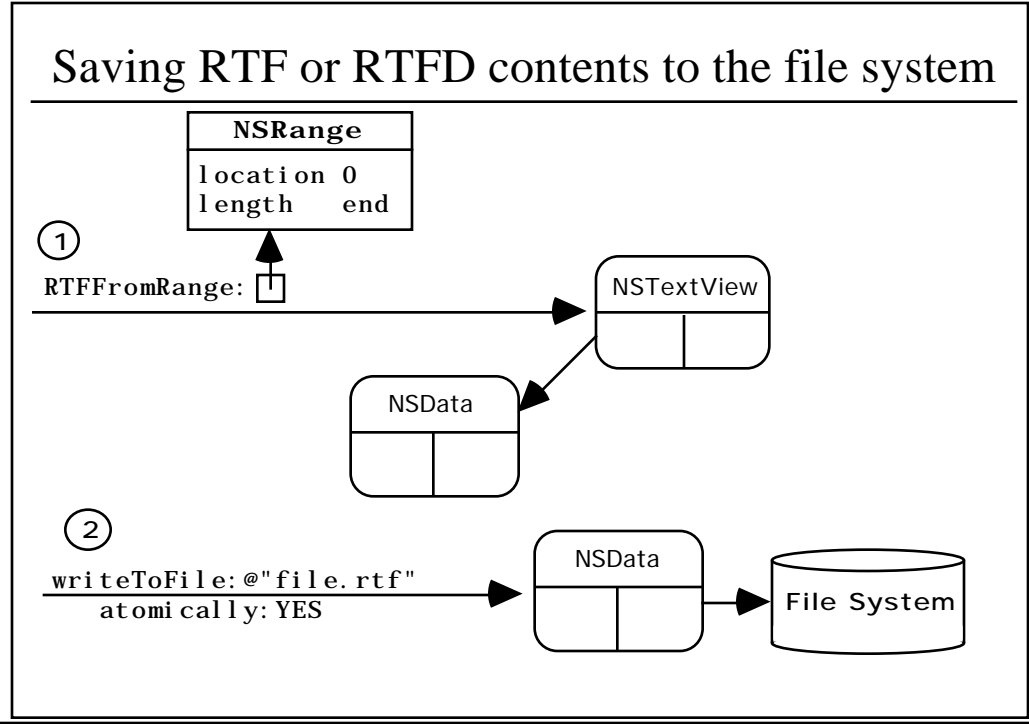 Saving RTF or RTFD contents to the file system
NSRange
location 0
length end
1
RTFFromRange:
NSTextView
NSData
2
writeToFile:@"file.rtf"
atomically:YES
NSData
File System